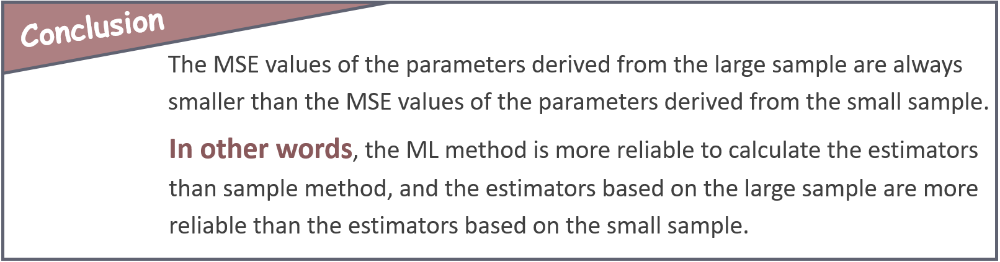 Conclusion
The MSE values of the parameters derived from the large sample are always
smaller than the MSE values of the parameters derived from the small sample.
In other words, the ML method is more reliable to calculate the estimators
than sample method, and the estimators based on the large sample are more
reliable than the estimators based on the small sample.